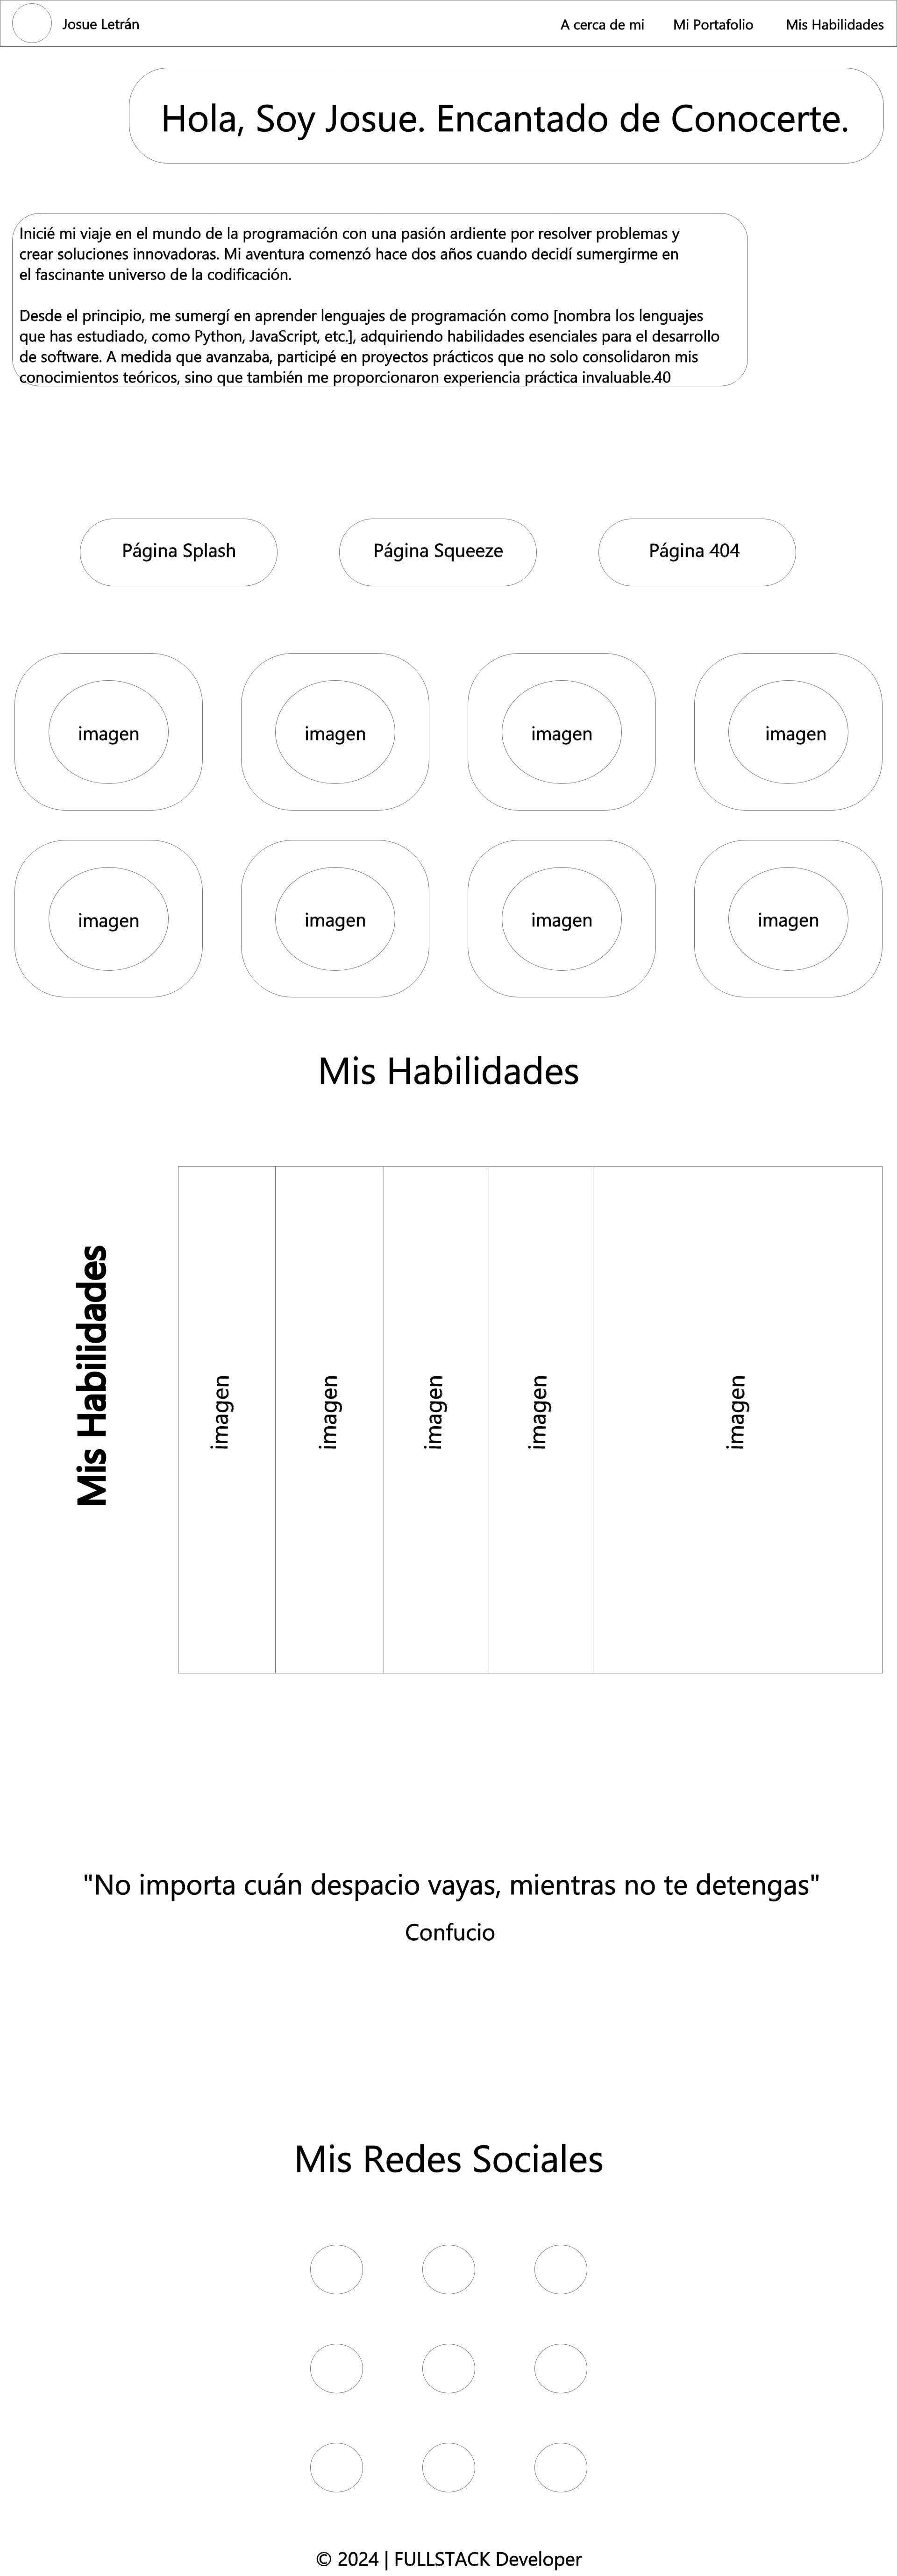 Josue Letrán
A cerca de mi
Mi Portafolio
Mis Habilidades
Hola, Soy Josue. Encantado de Conocerte.
Inicié mi viaje en el mundo de la programación con una pasión ardiente por resolver problemas y
crear soluciones innovadoras. Mi aventura comenzó hace dos años cuando decidí sumergirme en
el fascinante universo de la codificación.
Desde el principio, me sumergí en aprender lenguajes de programación como [nombra los lenguajes
que has estudiado, como Python, JavaScript, etc.], adquiriendo habilidades esenciales para el desarrollo
de software. A medida que avanzaba, participé en proyectos prácticos que no solo consolidaron mis
conocimientos teóricos, sino que también me proporcionaron experiencia práctica invaluable.40
Página Splash
Página Squeeze
Página 404
imagen
imagen
imagen
imagen
imagen
imagen
imagen
imagen
Mis Habilidades
Mis Habilidades
imagen
imagen
imagen
imagen
imagen
"No importa cuán despacio vayas, mientras no te detengas"
Confucio
Mis Redes Sociales
© 2024 | FULLSTACK Developer